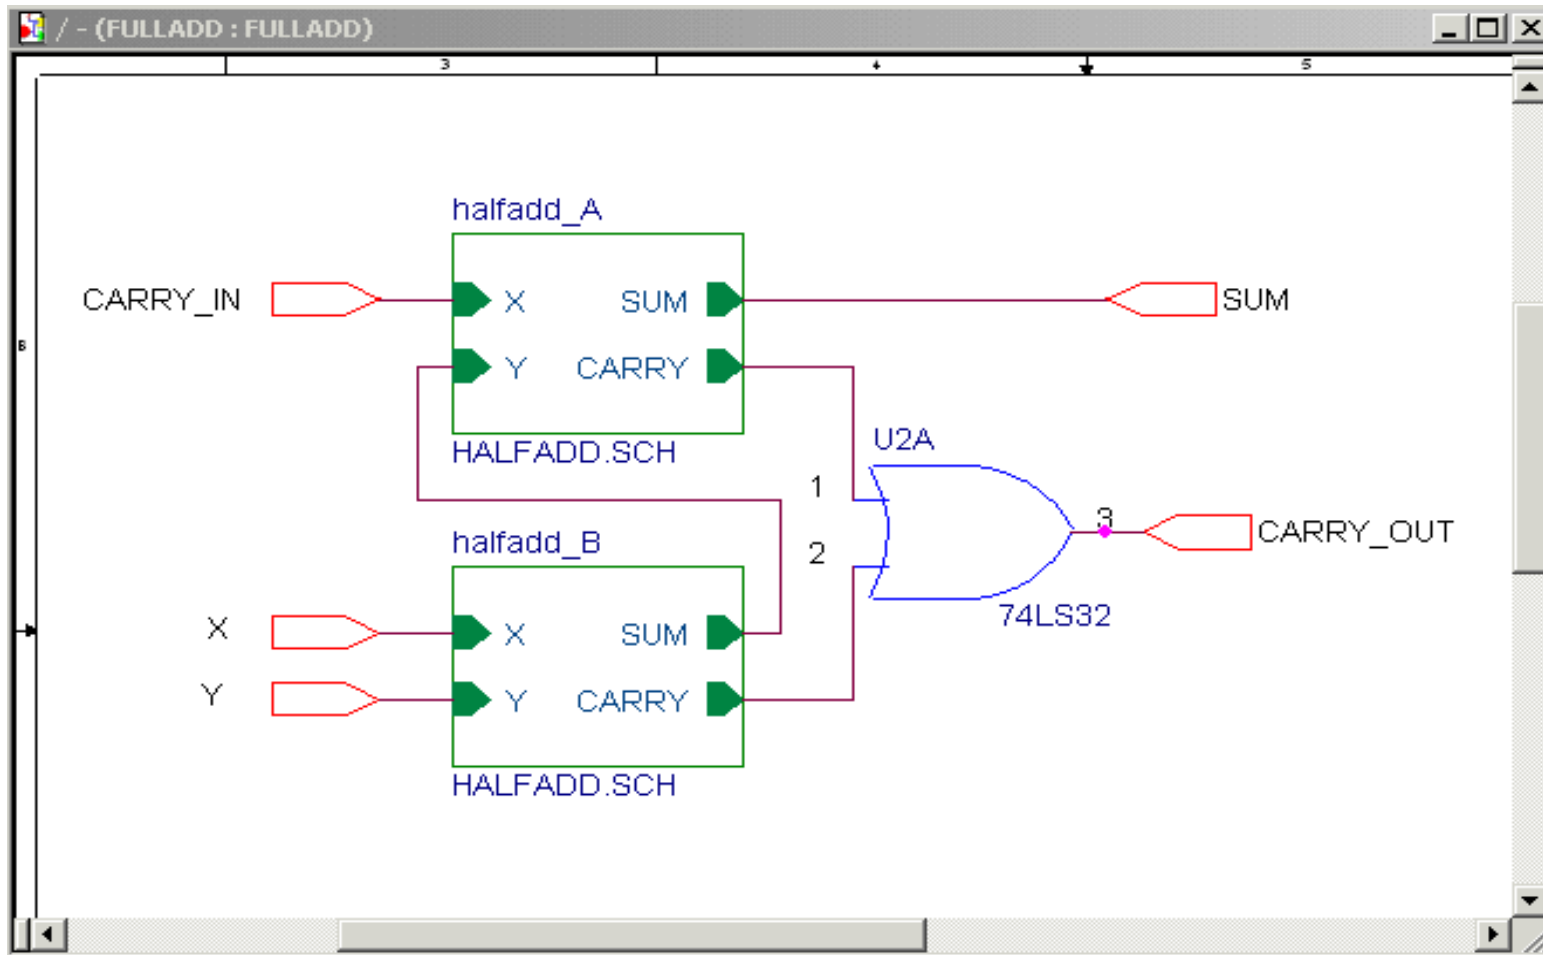 / - (FULLADD : FULLADD)
3 4 5
B
halfadd_A
CARRY_IN X SUM SUM
Y CARRY
HALFADD.SCH
U2A
1
3
CARRY_OUT
2
74LS32
halfadd_B
X X SUM
Y Y CARRY
HALFADD.SCH